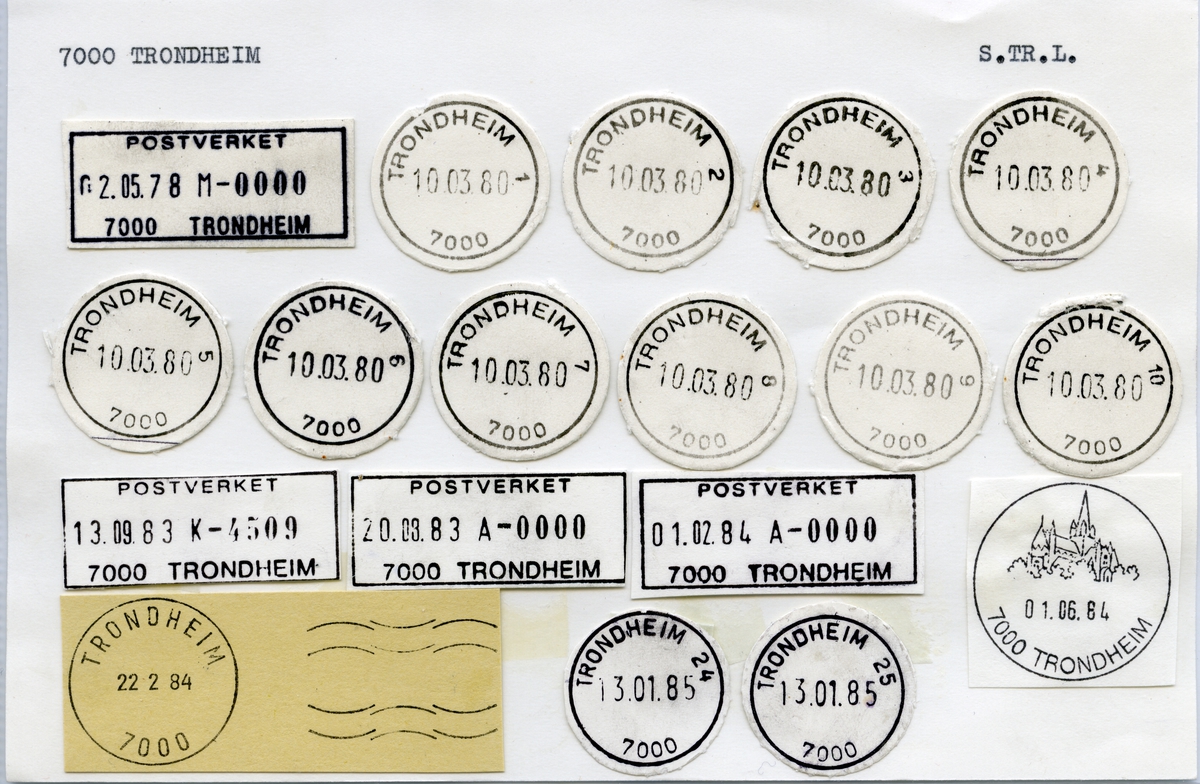 7000 TRONDHEIM
S.TR.L.
POSTVERKET
02.05.78 M-0000
7000 TRONDHEIM
TRONDHEIM 1
10.03.80
7000
TRONDHEIM 2
10.03.80
7000
TRONDHEIM 3
10.03.80
7000
TRONDHEIM 4
10.03.80
7000
TRONDHEIM 5
10.03.80
7000
TRONDHEIM 6
10.03.80
7000
TRONDHEIM 7
10.03.80
7000
TRONDHEIM 8
10.03.80
7000
TRONDHEIM 9
10.03.80
7000
TRONDHEIM 10
10.03.80
7000
POSTVERKET
13.09.83 K-4509
7000 TRONDHEIM
POSTVERKET
20.08.83 A-0000
7000 TRONDHEIM
POSTVERKET
01.02.84 A-0000
7000 TRONDHEIM
01.06.84
7000 TRONDHEIM
TRONDHEIM
22 2 84
7000
TRONDHEIM 24
13.01.85
7000
TRONDHEIM 25
13.01.85
7000